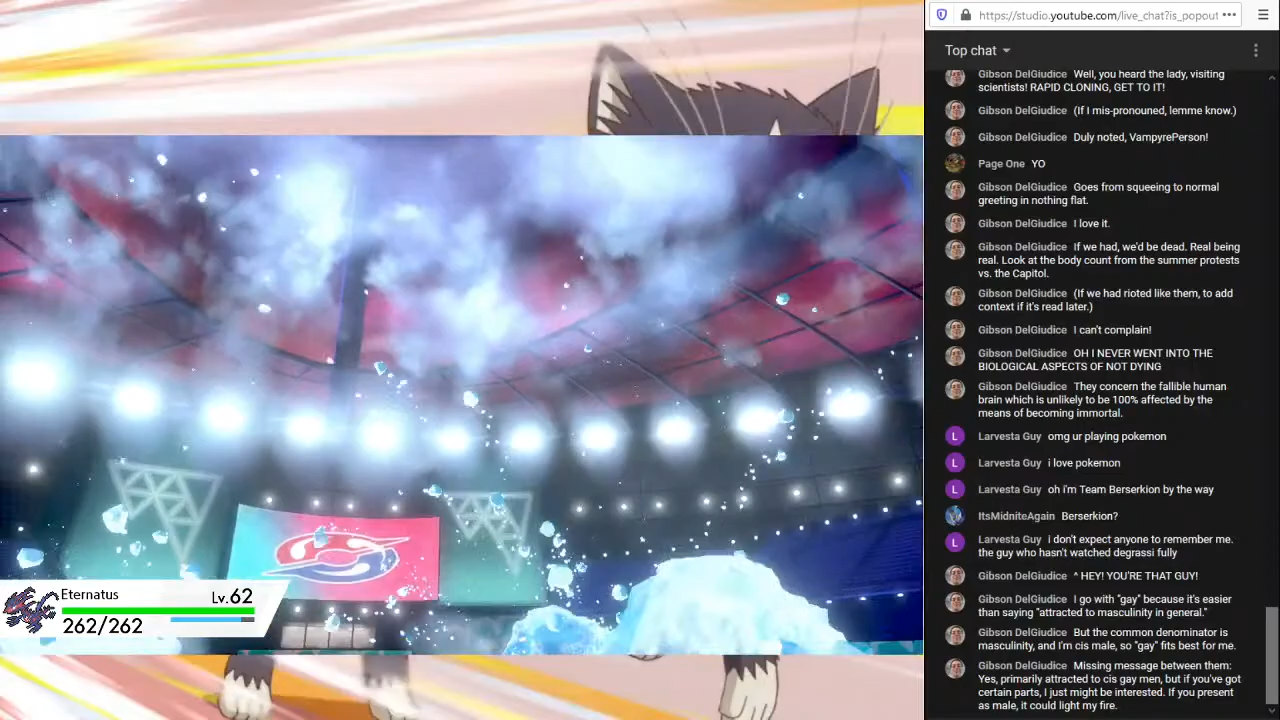 https://studio.youtube.com/live_chat?is_popout
Top chat
Gibson DelGiudice Well, you heard the lady, visiting
scientists! RAPID CLONING, GET TO IT!
Gibson DelGiudice (If I mis-pronounced, lemme know.)
Gibson DelGiudice Duly noted, VampyrePerson!
Page One YO
Gibson DelGiudice Goes from squeeing to normal
greeting in nothing flat.
Gibson DelGiudice I love it.
Gibson DelGiudice If we had, we'd be dead. Real being
real. Look at the body count from the summer protests
vs. the Capitol.
Gibson DelGiudice (If we had rioted like them, to add
context if it's read later.)
Gibson DelGiudice I can't complain!
Gibson DelGiudice OH I NEVER WENT INTO THE
BIOLOGICAL ASPECTS OF NOT DYING
Gibson DelGiudice They concern the fallible human
brain which is unlikely to be 100% affected by the
means of becoming immortal.
L Larvesta Guy omg ur playing pokemon
L Larvesta Guy i love pokemon
L Larvesta Guy oh i'm Team Berserkion by the way
ItsMidniteAgain Berserkion?
L Larvesta Guy i don't expect anyone to remember me.
the guy who hasn't watched degrassi fully
Gibson DelGiudice ^ HEY! YOU'RE THAT GUY!
Gibson DelGiudice I go with "gay" because it's easier
than saying "attracted to masculinity in general."
Gibson DelGiudice But the common denominator is
masculinity, and I'm cis male, so "gay" fits best for me.
Gibson DelGiudice Missing message between them:
Yes, primarily attracted to cis gay men, but if you've got
certain parts, I just might be interested. If you present
as male, it could light my fire.
Eternatus Lv.62
262/262